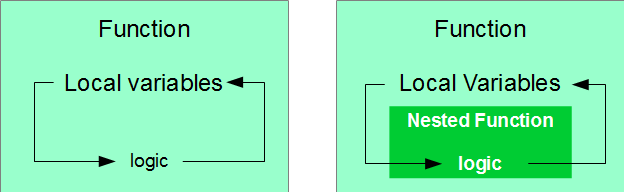 Function
Local variables
logic
Function
Local Variables
Nested Function
logic